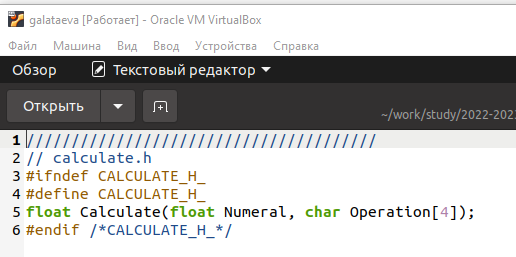 galataeva [Работает] - Oracle VM VirtualBox
Файл Машина Вид Ввод Устройства Справка
Обзор Текстовый редактор
Открыть
~/work/study/2022-202
1 ////////////////////////////////////////
2 // calculate.h
3 #ifndef CALCULATE_H_
4 #define CALCULATE_H_
5 float Calculate(float Numeral, char Operation[4]);
6 #endif /*CALCULATE_H_*/